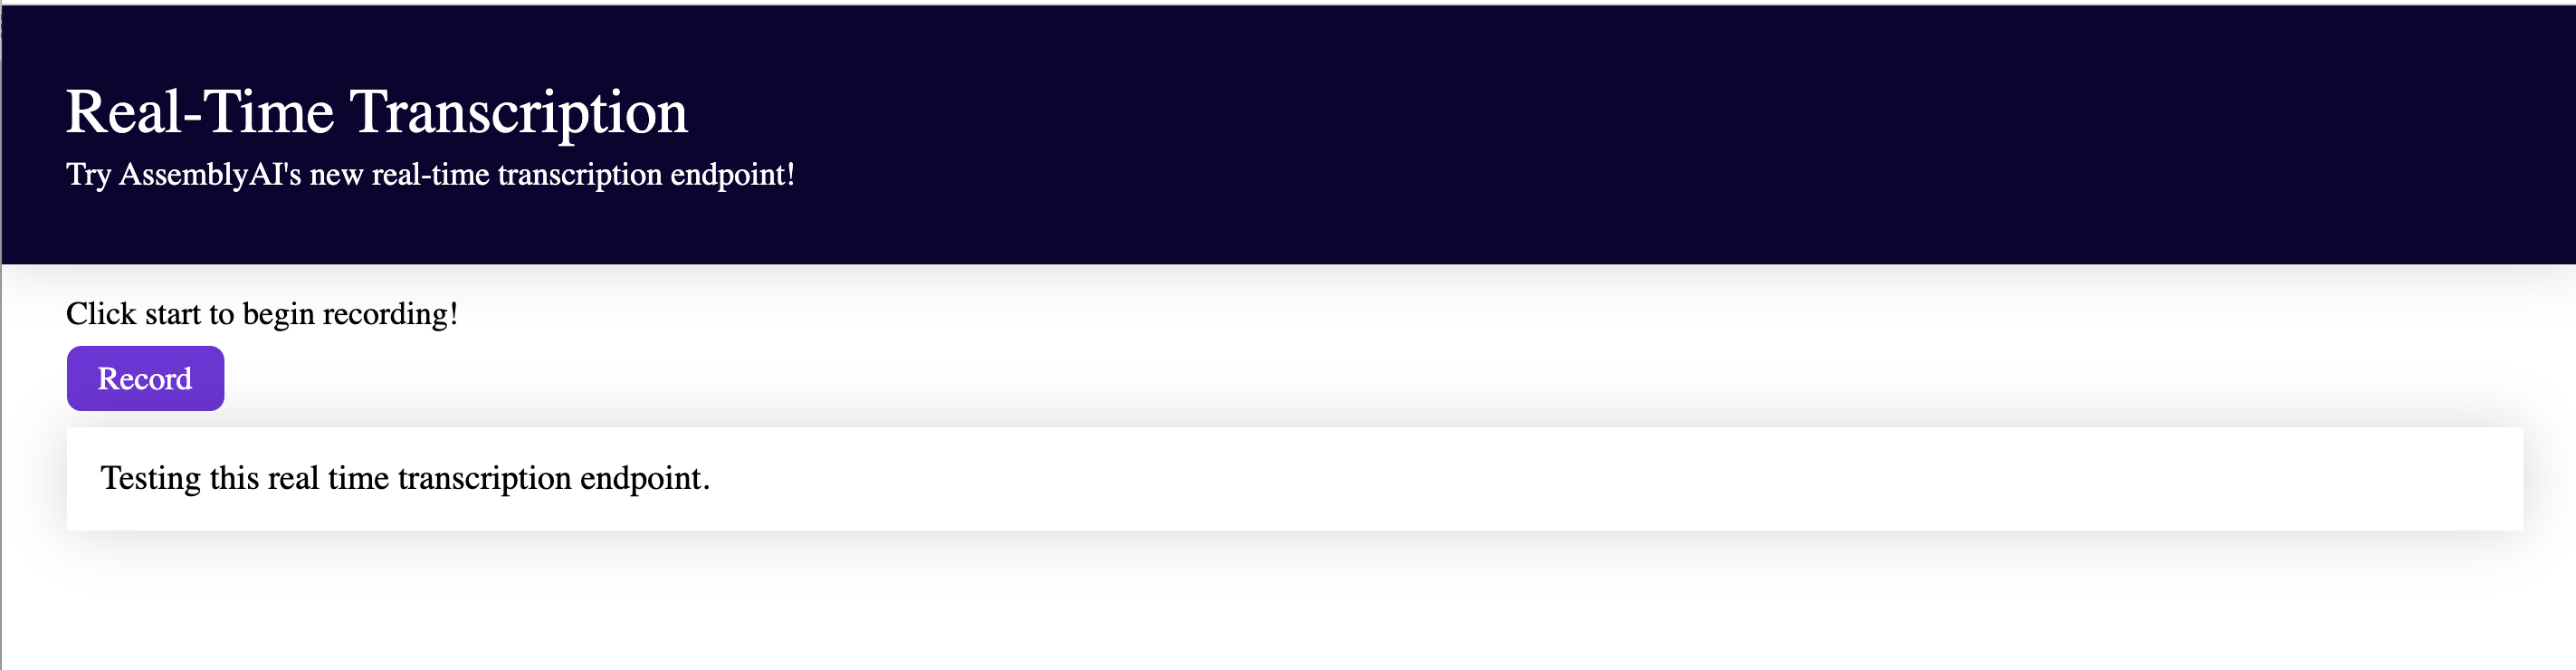 Real-Time Transcription
Try AssemblyAI's new real-time transcription endpoint!
Click start to begin recording!
Record
Testing this real time transcription endpoint.